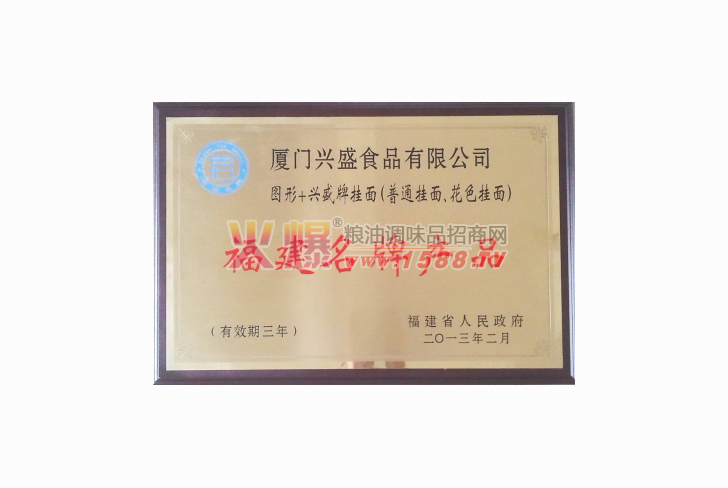 厦门兴盛食品有限公司
图形+兴盛牌挂面(普通挂面、花色挂面)
火爆®粮油调味品招商网
www.1588.tv
福建名牌产品
(有效期三年)
福建省人民政府
二〇一三年二月